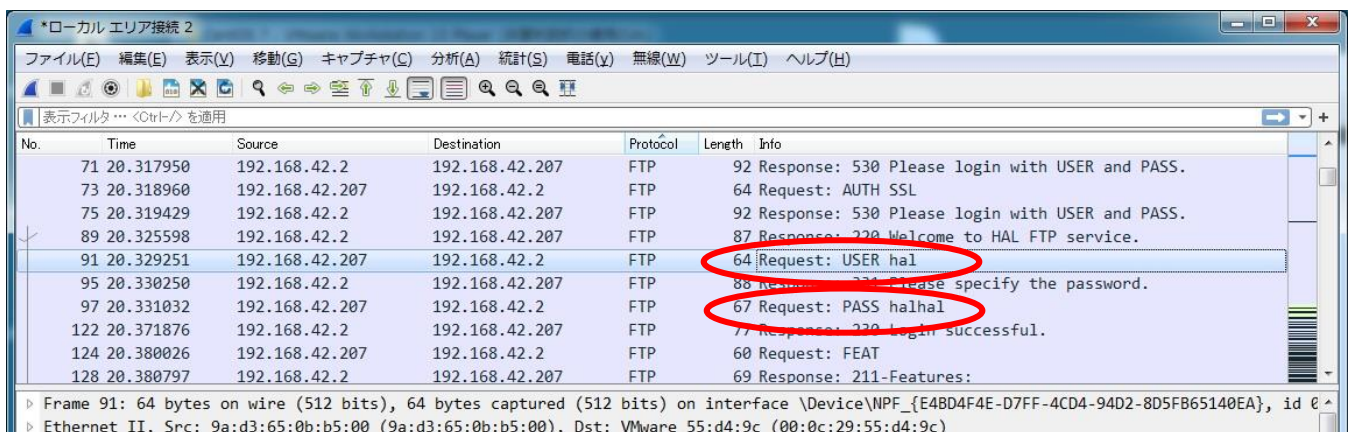 *ローカル エリア接続 2
ファイル(F) 編集(E) 表示(V) 移動(G) キャプチャ(C) 分析(A) 統計(S) 電話(y) 無線(W) ツール(T) ヘルプ(H)
表示フィルタ … <Ctrl-/> を適用
No. Time Source Destination Protocol Length Info
71 20.317950 192.168.42.2 192.168.42.207 FTP 92 Response: 530 Please login with USER and PASS.
73 20.318960 192.168.42.207 192.168.42.2 FTP 64 Request: AUTH SSL
75 20.319429 192.168.42.2 192.168.42.207 FTP 92 Response: 530 Please login with USER and PASS.
89 20.325598 192.168.42.2 192.168.42.207 FTP 87 Response: 220 Welcome to HAL FTP service.
91 20.329251 192.168.42.207 192.168.42.2 FTP 64 Request: USER hal
95 20.330250 192.168.42.2 192.168.42.207 FTP 88 Response: 331 Please specify the password.
97 20.331032 192.168.42.207 192.168.42.2 FTP 67 Request: PASS halhal
122 20.371876 192.168.42.2 192.168.42.207 FTP 77 Response: 230 Login successful.
124 20.380026 192.168.42.207 192.168.42.2 FTP 60 Request: FEAT
128 20.380797 192.168.42.2 192.168.42.207 FTP 69 Response: 211-Features:
Frame 91: 64 bytes on wire (512 bits), 64 bytes captured (512 bits) on interface \Device\NPF_{E4BD4F4E-D7FF-4CD4-94D2-8D5FB65140EA}, id 0
Ethernet II, Src: 9a:d3:65:0b:b5:00 (9a:d3:65:0b:b5:00), Dst: VMware_55:d4:9c (00:0c:29:55:d4:9c)